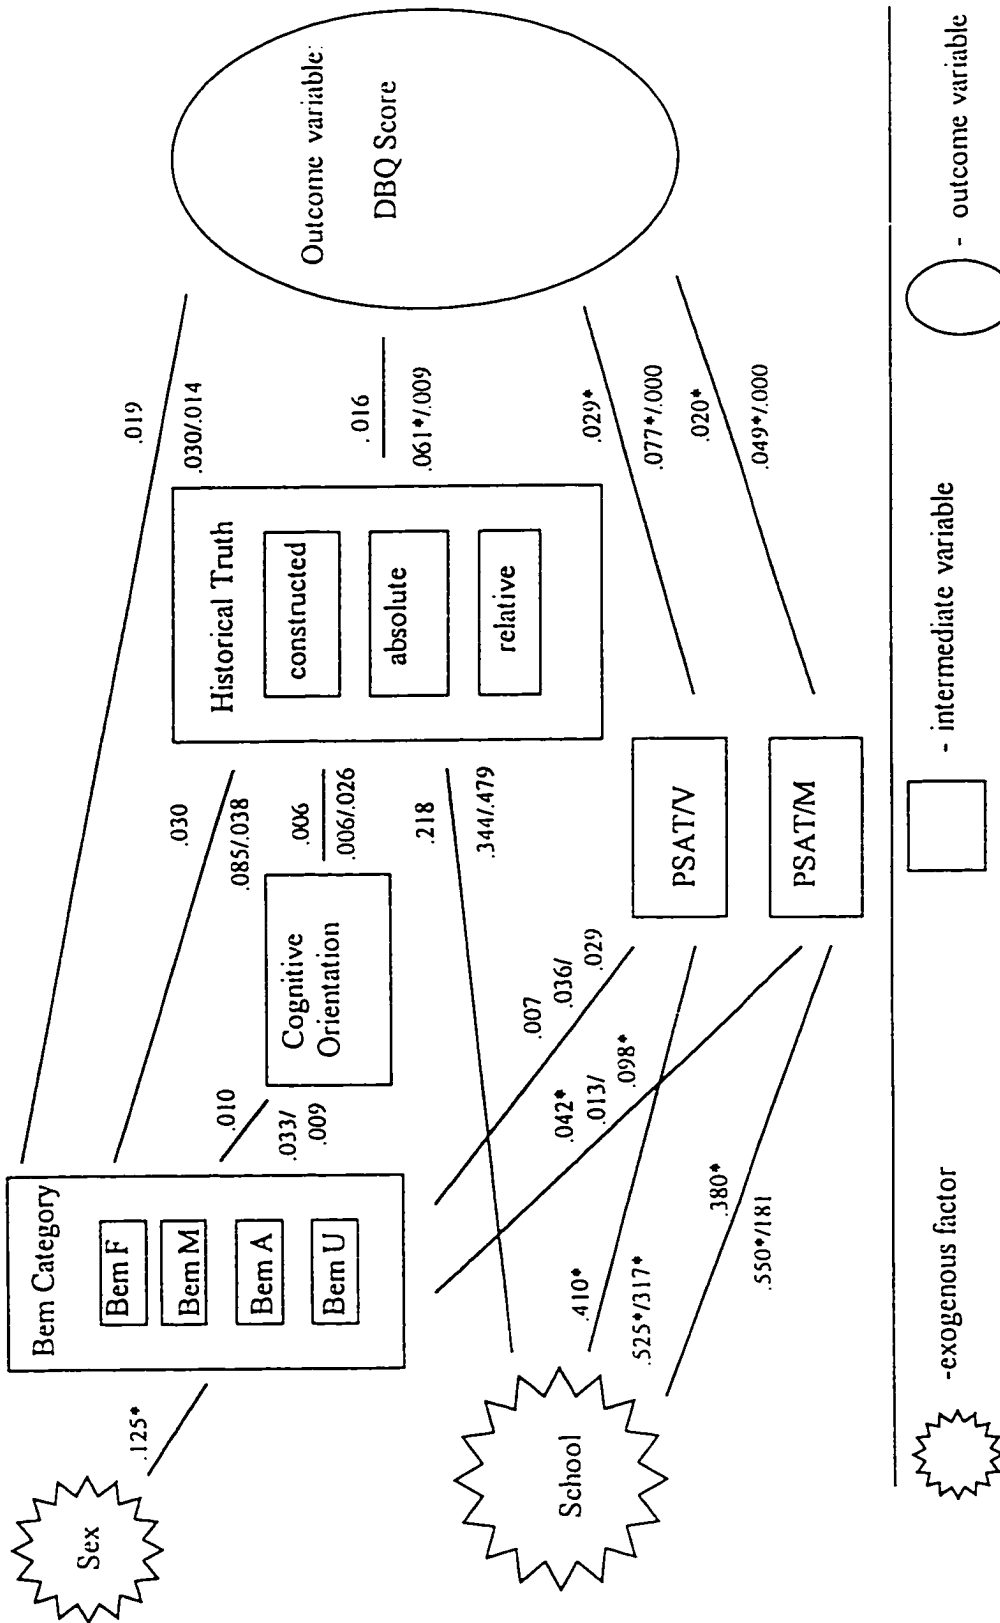 Sex
.125*
Bem Category
Bem F
Bem M
Bem A
Bem U
School
.010
.033/
.009
Cognitive
Orientation
.030
.085/.038
.006
.006/.026
.218
.344/.479
.007
.036/
.029
.042*
.013/
.098*
.410*
.525*/317*
.380*
.550*/181
PSAT/V
PSAT/M
Historical Truth
constructed
absolute
relative
.019
.030/.014
.016
.061*/.009
.029*
.077*/.000
.020*
.049*/.000
Outcome variable:
DBQ Score
-exogenous factor
- intermediate variable
- outcome variable